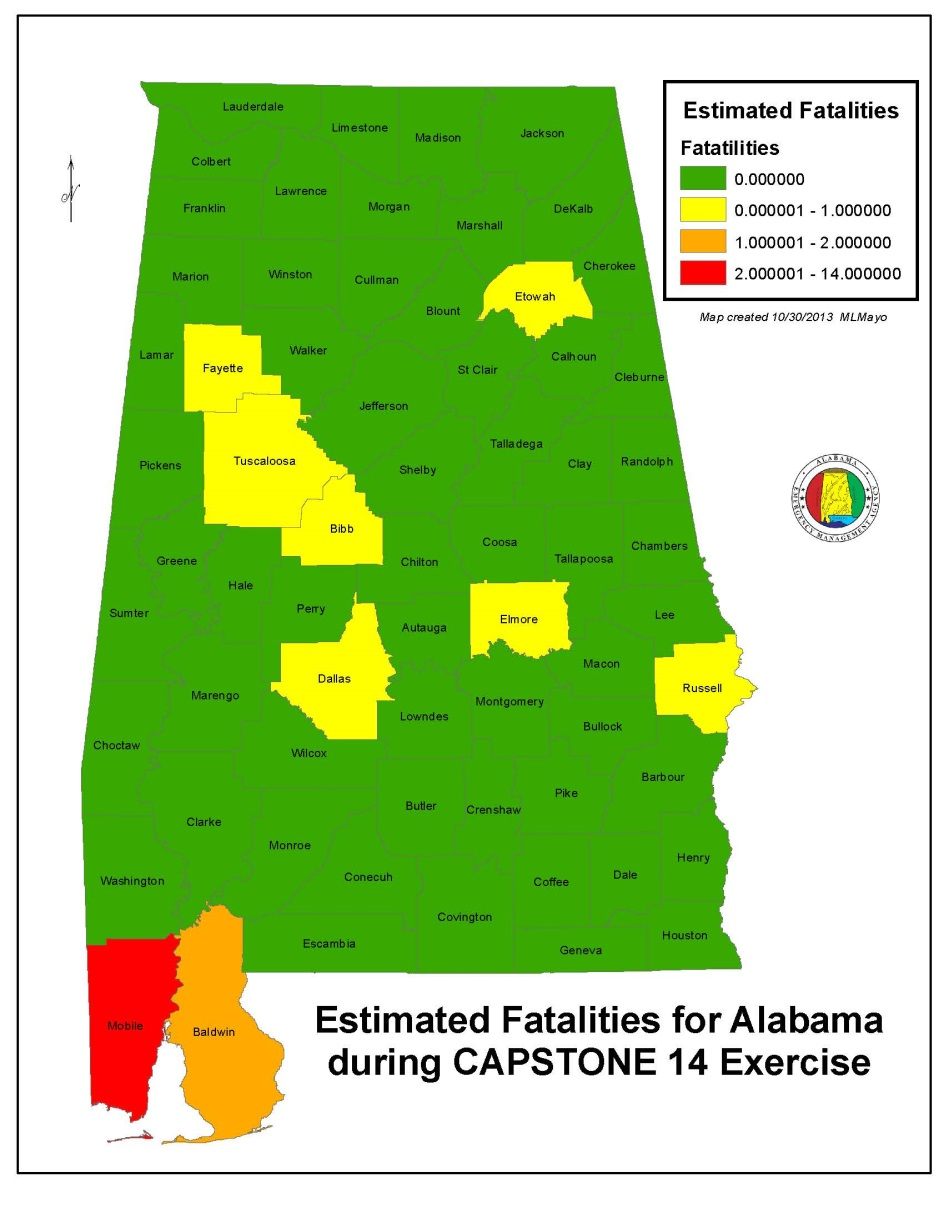 Estimated Fatalities
Fatatilities
0.000000
0.000001 - 1.000000
1.000001 - 2.000000
2.000001 - 14.000000
Map created 10/30/2013 MLMayo
N
Lauderdale
Limestone
Madison
Jackson
Colbert
Lawrence
Franklin
Morgan
Marshall
DeKalb
Marion
Winston
Cullman
Cherokee
Etowah
Blount
Lamar
Fayette
Walker
St Clair
Calhoun
Cleburne
Jefferson
Pickens
Tuscaloosa
Shelby
Talladega
Clay
Randolph
ALABAMA
EMERGENCY MANAGEMENT AGENCY
Bibb
Greene
Hale
Chilton
Coosa
Tallapoosa
Chambers
Sumter
Perry
Autauga
Elmore
Lee
Marengo
Dallas
Lowndes
Montgomery
Macon
Russell
Bullock
Choctaw
Wilcox
Barbour
Clarke
Butler
Crenshaw
Pike
Monroe
Washington
Conecuh
Coffee
Dale
Henry
Covington
Escambia
Geneva
Houston
Mobile
Baldwin
Estimated Fatalities for Alabama
during CAPSTONE 14 Exercise